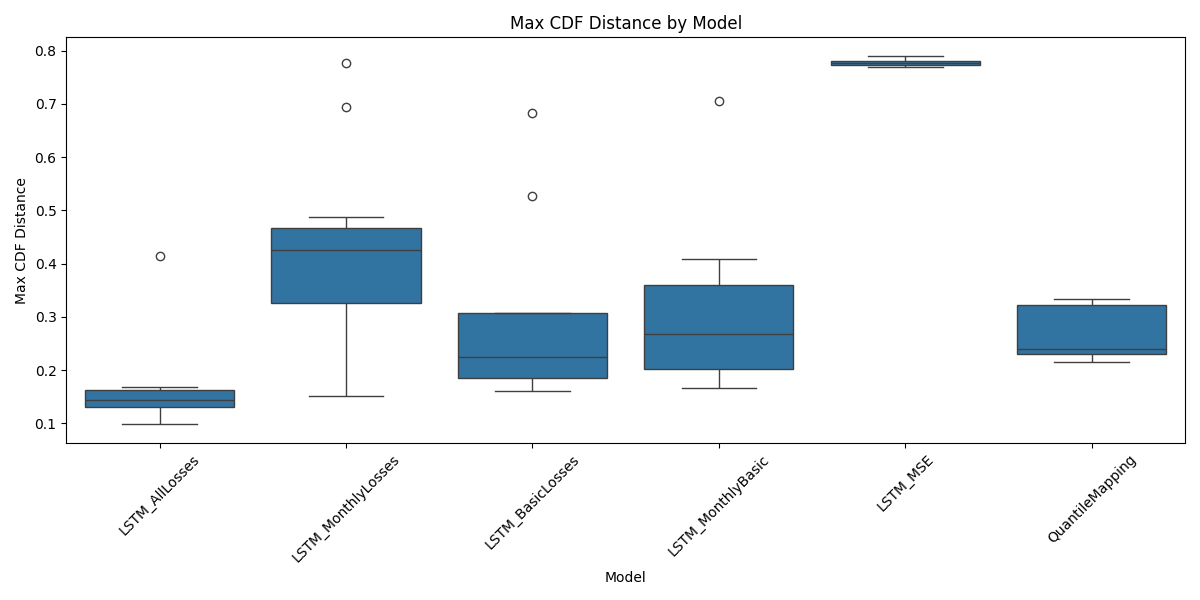 Max CDF Distance by Model
Max CDF Distance
0.8
0.7
0.6
0.5
0.4
0.3
0.2
0.1
LSTM_AllLosses
LSTM_MonthlyLosses
LSTM_BasicLosses
LSTM_MonthlyBasic
LSTM_MSE
QuantileMapping
Model